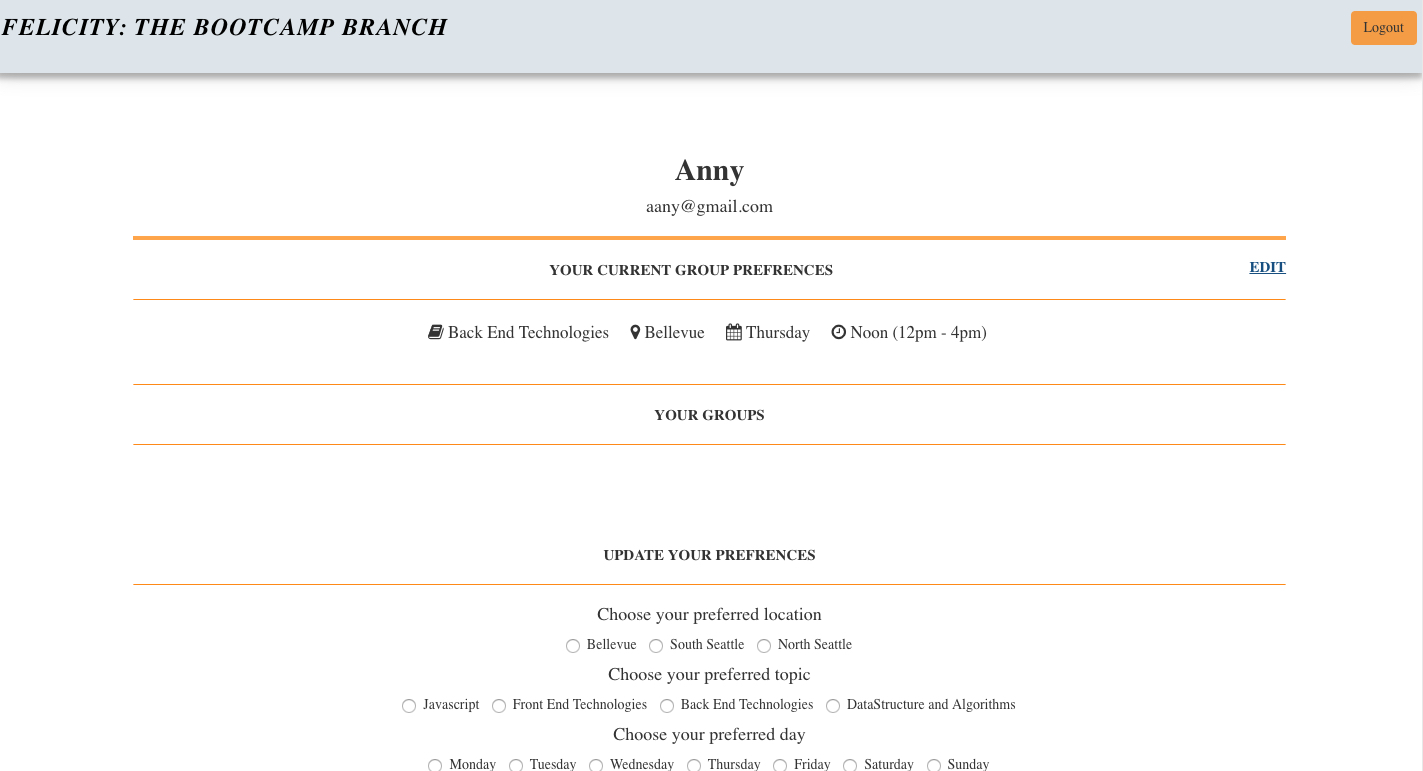 FELICITY: THE BOOTCAMP BRANCH
Logout
Anny
aany@gmail.com
YOUR CURRENT GROUP PREFRENCES
EDIT
Back End Technologies Bellevue Thursday Noon (12pm - 4pm)
YOUR GROUPS
UPDATE YOUR PREFRENCES
Choose your preferred location
Bellevue South Seattle North Seattle
Choose your preferred topic
Javascript Front End Technologies Back End Technologies DataStructure and Algorithms
Choose your preferred day
Monday Tuesday Wednesday Thursday Friday Saturday Sunday